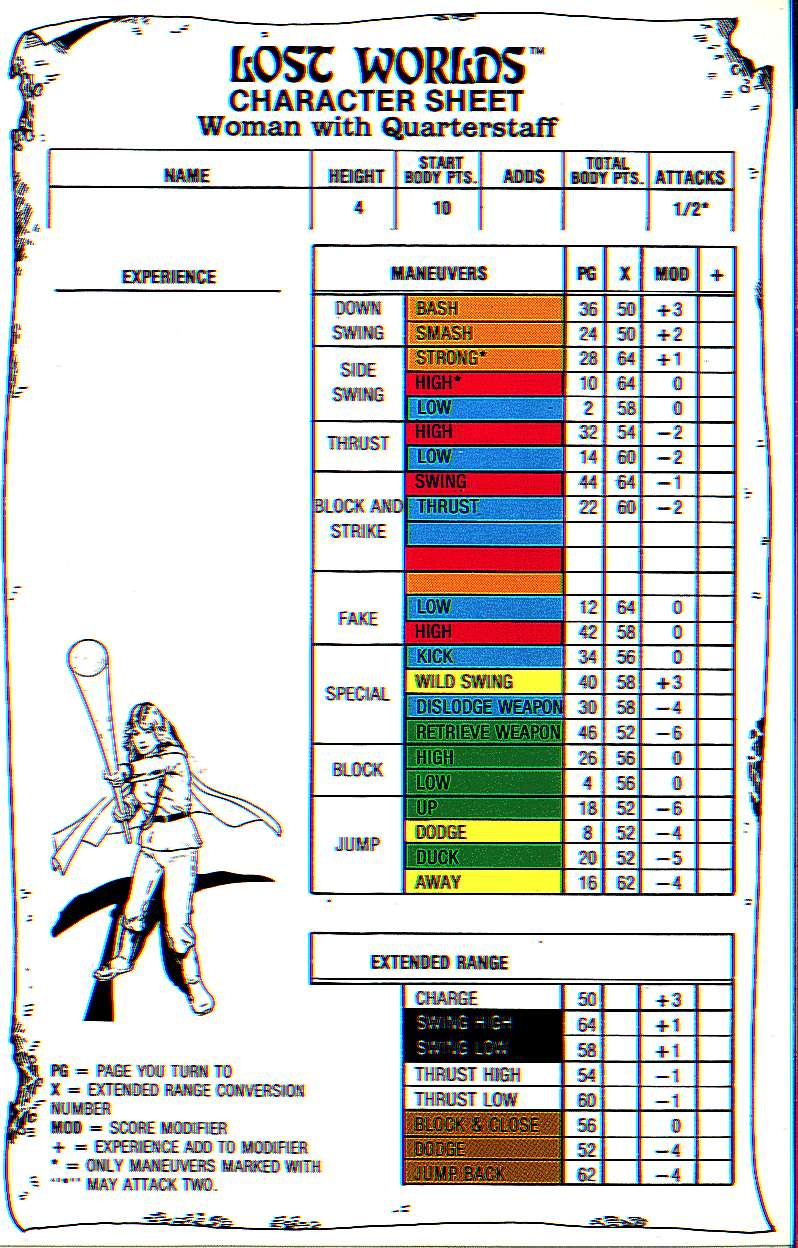 LOST WORLDS™
CHARACTER SHEET
Woman with Quarterstaff
NAME HEIGHT START BODY PTS. ADDS TOTAL BODY PTS. ATTACKS
4 10 1/2*
EXPERIENCE
MANEUVERS PG X MOD +
DOWN SWING
BASH 36 50 +3
SMASH 24 50 +2
SIDE SWING
STRONG* 28 64 +1
HIGH* 10 64 0
LOW 2 58 0
THRUST
HIGH 32 54 −2
LOW 14 60 −2
BLOCK AND STRIKE
SWING 44 64 −1
THRUST 22 60 −2
FAKE
LOW 12 64 0
HIGH 42 58 0
SPECIAL
KICK 34 56 0
WILD SWING 40 58 +3
DISLODGE WEAPON 30 58 −4
RETRIEVE WEAPON 46 52 −6
BLOCK
HIGH 26 56 0
LOW 4 56 0
JUMP
UP 18 52 −6
DODGE 8 52 −4
DUCK 20 52 −5
AWAY 16 62 −4
EXTENDED RANGE
CHARGE 50 +3
SWING HIGH 64 +1
SWING LOW 58 +1
THRUST HIGH 54 −1
THRUST LOW 60 −1
BLOCK & CLOSE 56 0
DODGE 52 −4
JUMP BACK 62 −4
PG = PAGE YOU TURN TO
X = EXTENDED RANGE CONVERSION
NUMBER
MOD = SCORE MODIFIER
+ = EXPERIENCE ADD TO MODIFIER
* = ONLY MANEUVERS MARKED WITH
"*" MAY ATTACK TWO.